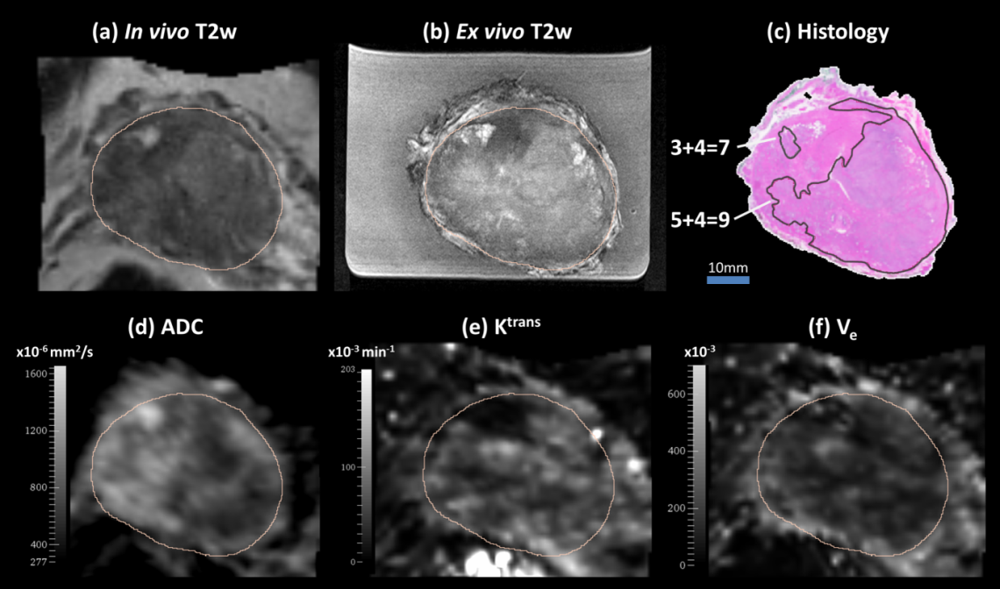 (a) In vivo T2w
(b) Ex vivo T2w
(c) Histology
3+4=7
5+4=9
10mm
(d) ADC
(e) Ktrans
(f) Ve
x10-6 mm2/s
1600
1200
800
400
277
x10-3 min-1
203
100
0
x10-3
600
400
200
0